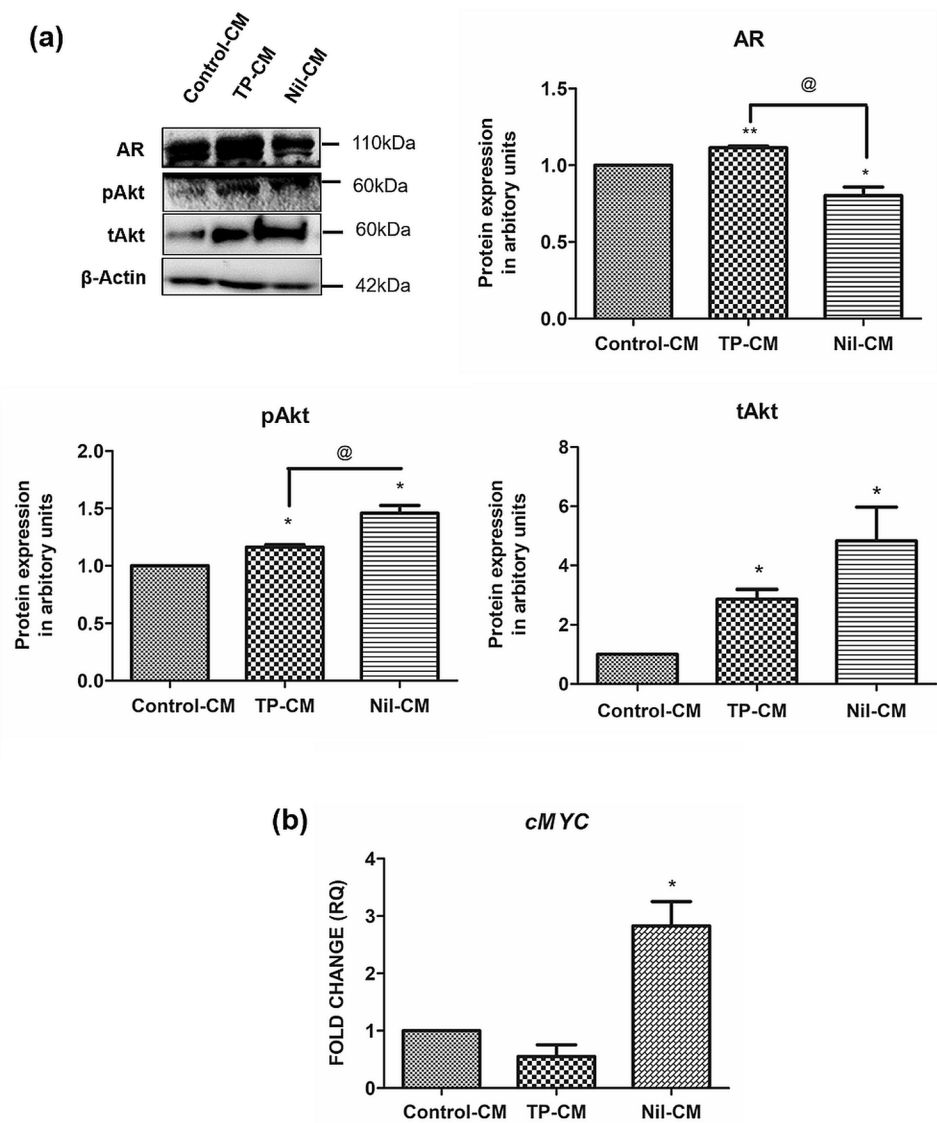 (a)
Control-CM
TP-CM
Nil-CM
AR
110kDa
pAkt
60kDa
tAkt
60kDa
β-Actin
42kDa
AR
Protein expression
in arbitory units
1.5
1.0
0.5
0.0
**
@
*
Control-CM
TP-CM
Nil-CM
pAkt
Protein expression
in arbitory units
2.0
1.5
1.0
0.5
0.0
*
@
*
Control-CM
TP-CM
Nil-CM
tAkt
Protein expression
in arbitory units
8
6
4
2
0
*
*
Control-CM
TP-CM
Nil-CM
(b)
cMYC
FOLD CHANGE (RQ)
4
3
2
1
0
*
Control-CM
TP-CM
Nil-CM